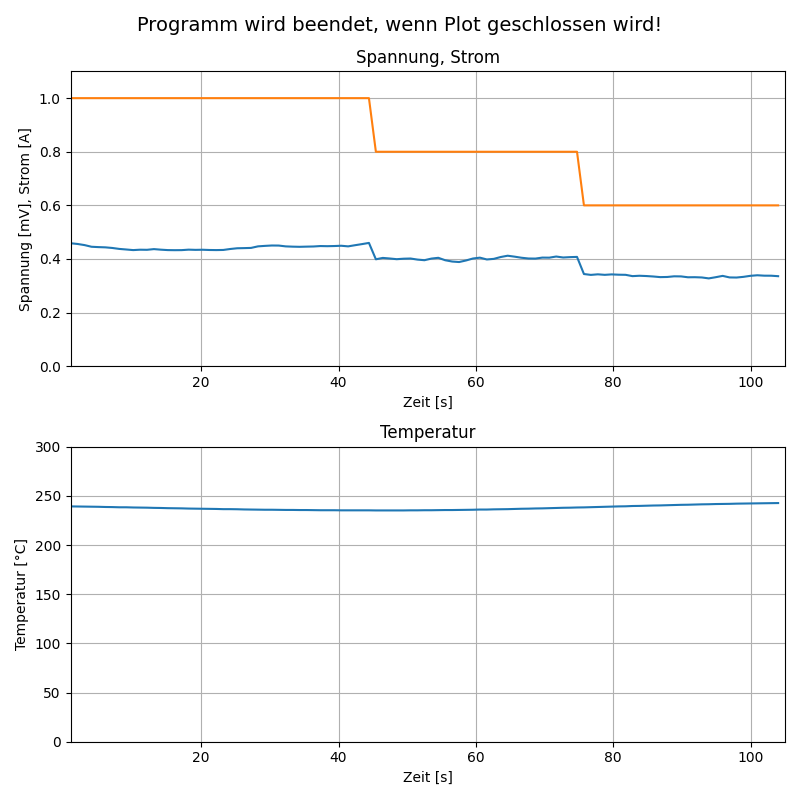 Programm wird beendet, wenn Plot geschlossen wird!
Spannung, Strom
Spannung [mV], Strom [A]
1.0
0.8
0.6
0.4
0.2
0.0
20 40 60 80 100
Zeit [s]
Temperatur
Temperatur [°C]
300
250
200
150
100
50
0
20 40 60 80 100
Zeit [s]